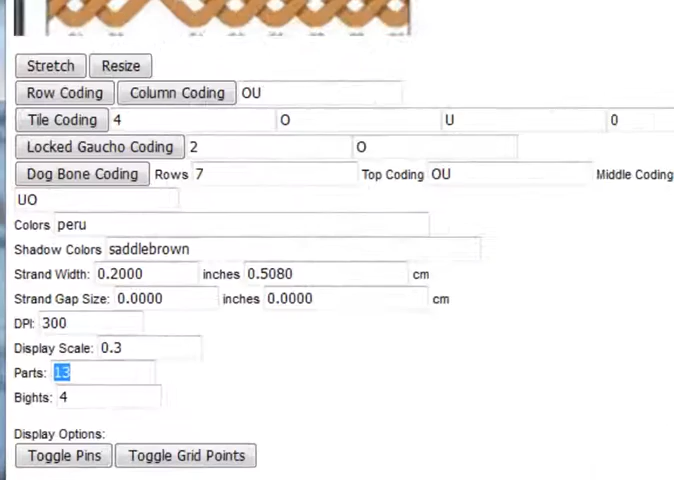 Stretch Resize
Row Coding Column Coding OU
Tile Coding 4 O U 0
Locked Gaucho Coding 2 O
Dog Bone Coding Rows 7 Top Coding OU Middle Coding
UO
Colors peru
Shadow Colors saddlebrown
Strand Width: 0.2000 inches 0.5080 cm
Strand Gap Size: 0.0000 inches 0.0000 cm
DPI: 300
Display Scale: 0.3
Parts: 13
Bights: 4
Display Options:
Toggle Pins Toggle Grid Points